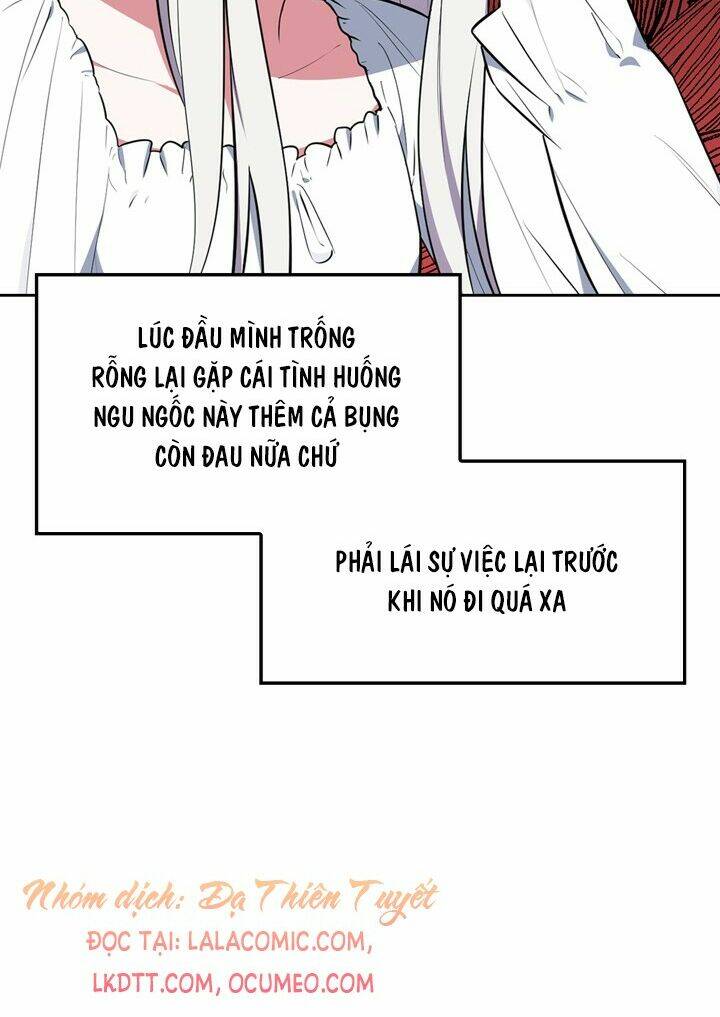 LÚC ĐẦU MÌNH TRỐNG
RỖNG LẠI GẶP CÁI TÌNH HUỐNG
NGU NGỐC NÀY THÊM CẢ BỤNG
CÒN ĐAU NỮA CHỨ
PHẢI LÁI SỰ VIỆC LẠI TRƯỚC
KHI NÓ ĐI QUÁ XA
Nhóm dịch: Dạ Thiên Tuyết
ĐỌC TẠI: LALACOMIC.COM,
LKDTT.COM, OCUMEO.COM